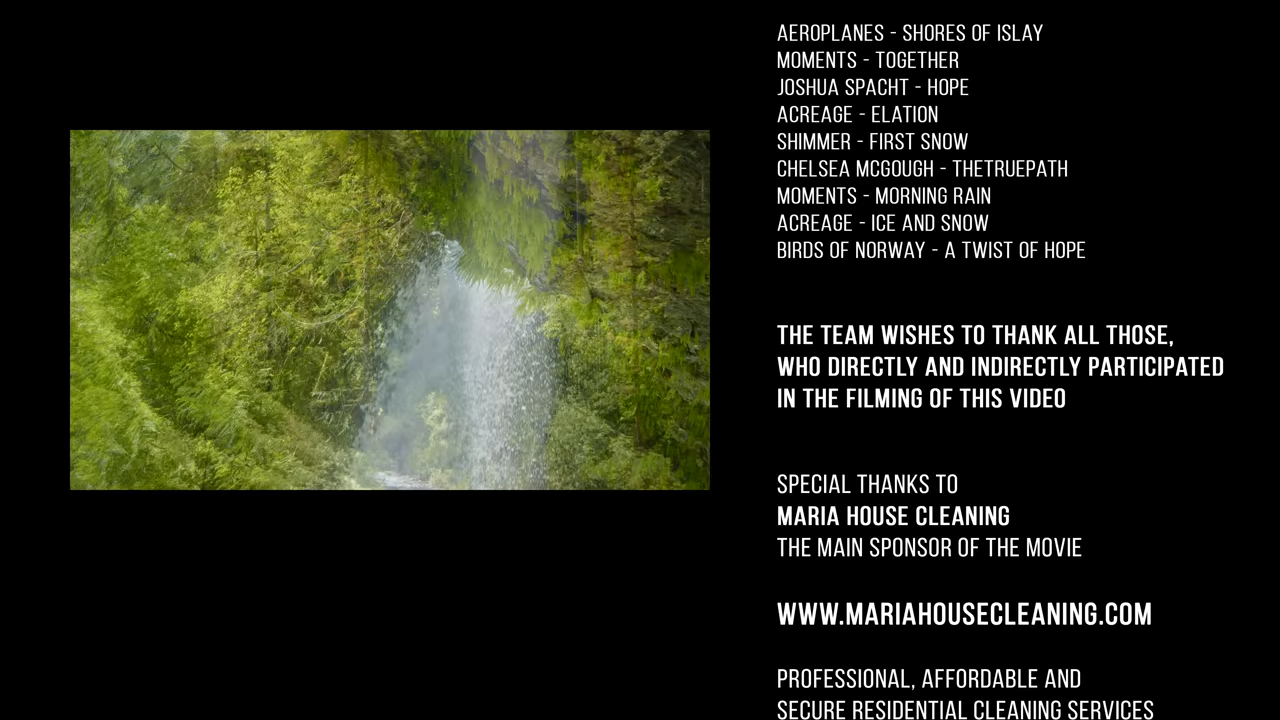 AEROPLANES - SHORES OF ISLAY
MOMENTS - TOGETHER
JOSHUA SPACHT - HOPE
ACREAGE - ELATION
SHIMMER - FIRST SNOW
CHELSEA MCGOUGH - THETRUEPATH
MOMENTS - MORNING RAIN
ACREAGE - ICE AND SNOW
BIRDS OF NORWAY - A TWIST OF HOPE
THE TEAM WISHES TO THANK ALL THOSE,
WHO DIRECTLY AND INDIRECTLY PARTICIPATED
IN THE FILMING OF THIS VIDEO
SPECIAL THANKS TO
MARIA HOUSE CLEANING
THE MAIN SPONSOR OF THE MOVIE
WWW.MARIAHOUSECLEANING.COM
PROFESSIONAL, AFFORDABLE AND
SECURE RESIDENTIAL CLEANING SERVICES